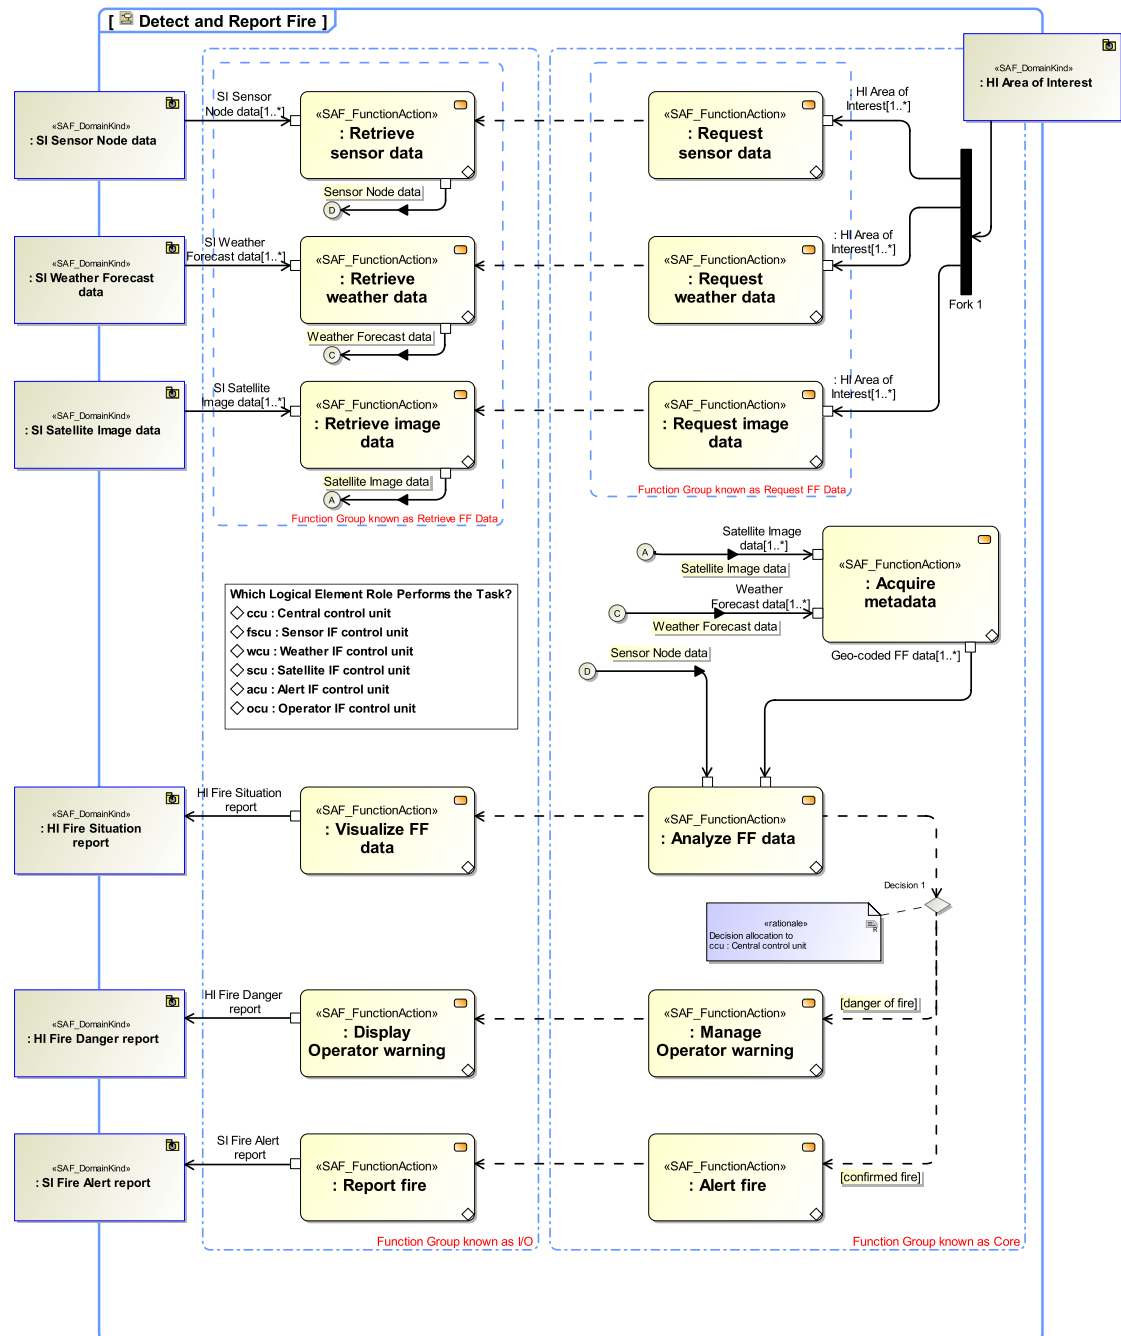 [ Detect and Report Fire ]
«SAF_DomainKind»
: HI Area of Interest
«SAF_DomainKind»
: SI Sensor Node data
SI Sensor
Node data[1..*]
«SAF_FunctionAction»
: Retrieve
sensor data
Sensor Node data
D
«SAF_FunctionAction»
: Request
sensor data
: HI Area of
Interest[1..*]
«SAF_DomainKind»
: SI Weather Forecast
data
SI Weather
Forecast data[1..*]
«SAF_FunctionAction»
: Retrieve
weather data
Weather Forecast data
C
«SAF_FunctionAction»
: Request
weather data
: HI Area of
Interest[1..*]
Fork 1
«SAF_DomainKind»
: SI Satellite Image data
SI Satellite
Image data[1..*]
«SAF_FunctionAction»
: Retrieve image
data
Satellite Image data
A
Function Group known as Retrieve FF Data
«SAF_FunctionAction»
: Request image
data
: HI Area of
Interest[1..*]
Function Group known as Request FF Data
A
Satellite Image
data[1..*]
Satellite Image data
C
Weather
Forecast data[1..*]
Weather Forecast data
«SAF_FunctionAction»
: Acquire
metadata
Geo-coded FF data[1..*]
D
Sensor Node data
Which Logical Element Role Performs the Task?
ccu : Central control unit
fscu : Sensor IF control unit
wcu : Weather IF control unit
scu : Satellite IF control unit
acu : Alert IF control unit
ocu : Operator IF control unit
«SAF_DomainKind»
: HI Fire Situation
report
HI Fire Situation
report
«SAF_FunctionAction»
: Visualize FF
data
«SAF_FunctionAction»
: Analyze FF data
Decision 1
«rationale»
Decision allocation to
ccu : Central control unit
«SAF_DomainKind»
: HI Fire Danger report
HI Fire Danger
report
«SAF_FunctionAction»
: Display
Operator warning
«SAF_FunctionAction»
: Manage
Operator warning
[danger of fire]
«SAF_DomainKind»
: SI Fire Alert report
SI Fire Alert
report
«SAF_FunctionAction»
: Report fire
«SAF_FunctionAction»
: Alert fire
[confirmed fire]
Function Group known as I/O
Function Group known as Core